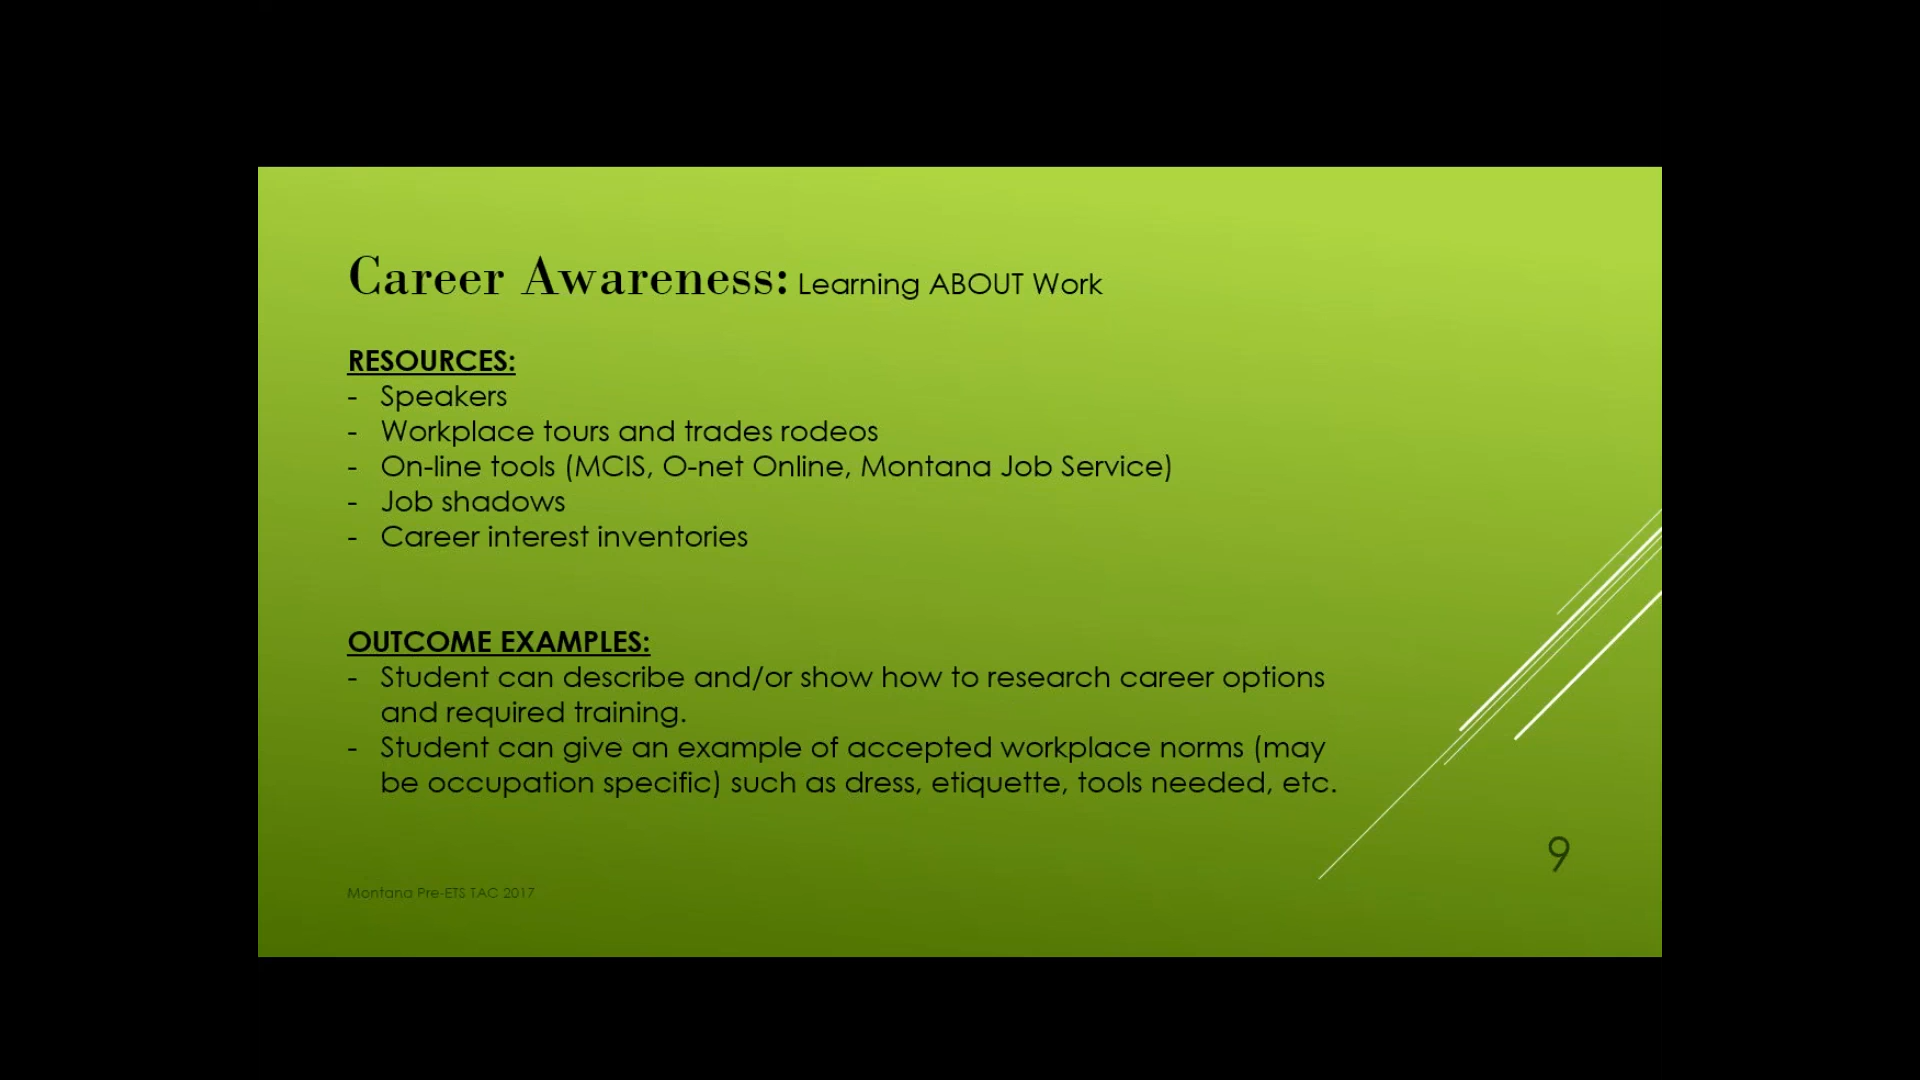 Career Awareness: Learning ABOUT Work
RESOURCES:
- Speakers
- Workplace tours and trades rodeos
- On-line tools (MCIS, O-net Online, Montana Job Service)
- Job shadows
- Career interest inventories
OUTCOME EXAMPLES:
- Student can describe and/or show how to research career options
and required training.
- Student can give an example of accepted workplace norms (may
be occupation specific) such as dress, etiquette, tools needed, etc.
9
Montana Pre-ETS TAC 2017